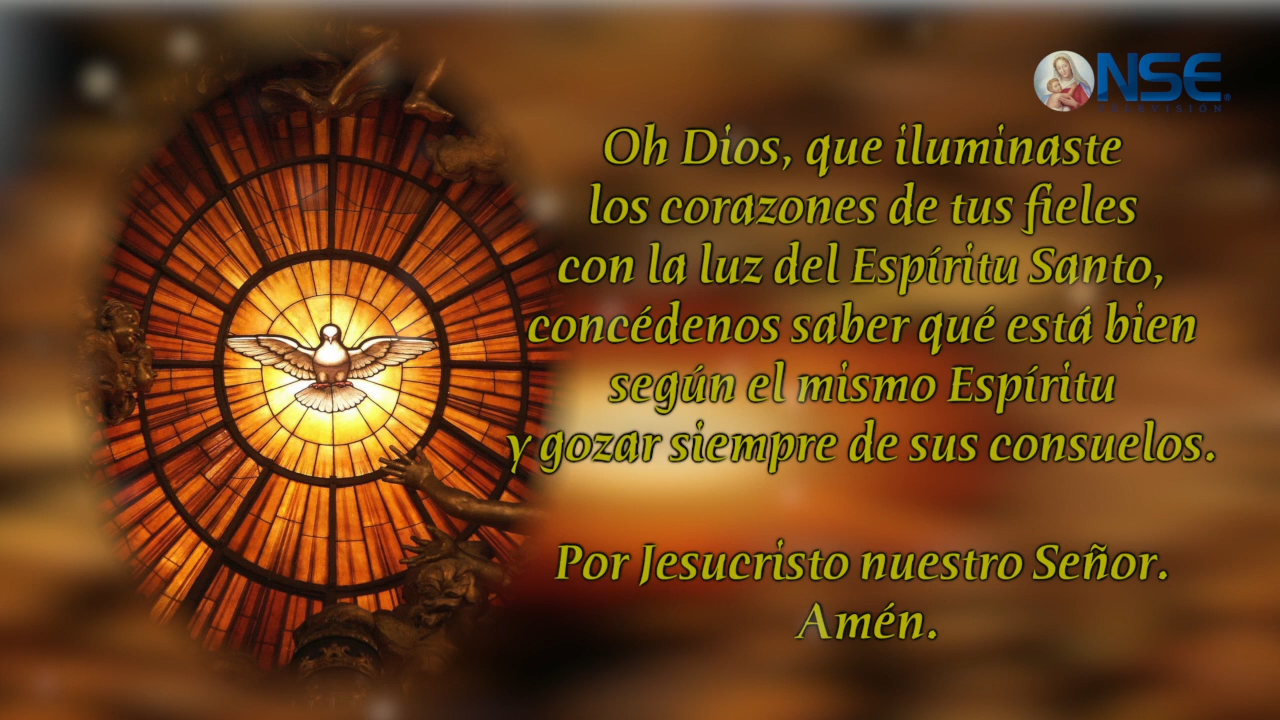 NSE
TELEVISIÓN
Oh Dios, que iluminaste
los corazones de tus fieles
con la luz del Espíritu Santo,
concédenos saber qué está bien
según el mismo Espíritu
y gozar siempre de sus consuelos.
Por Jesucristo nuestro Señor.
Amén.